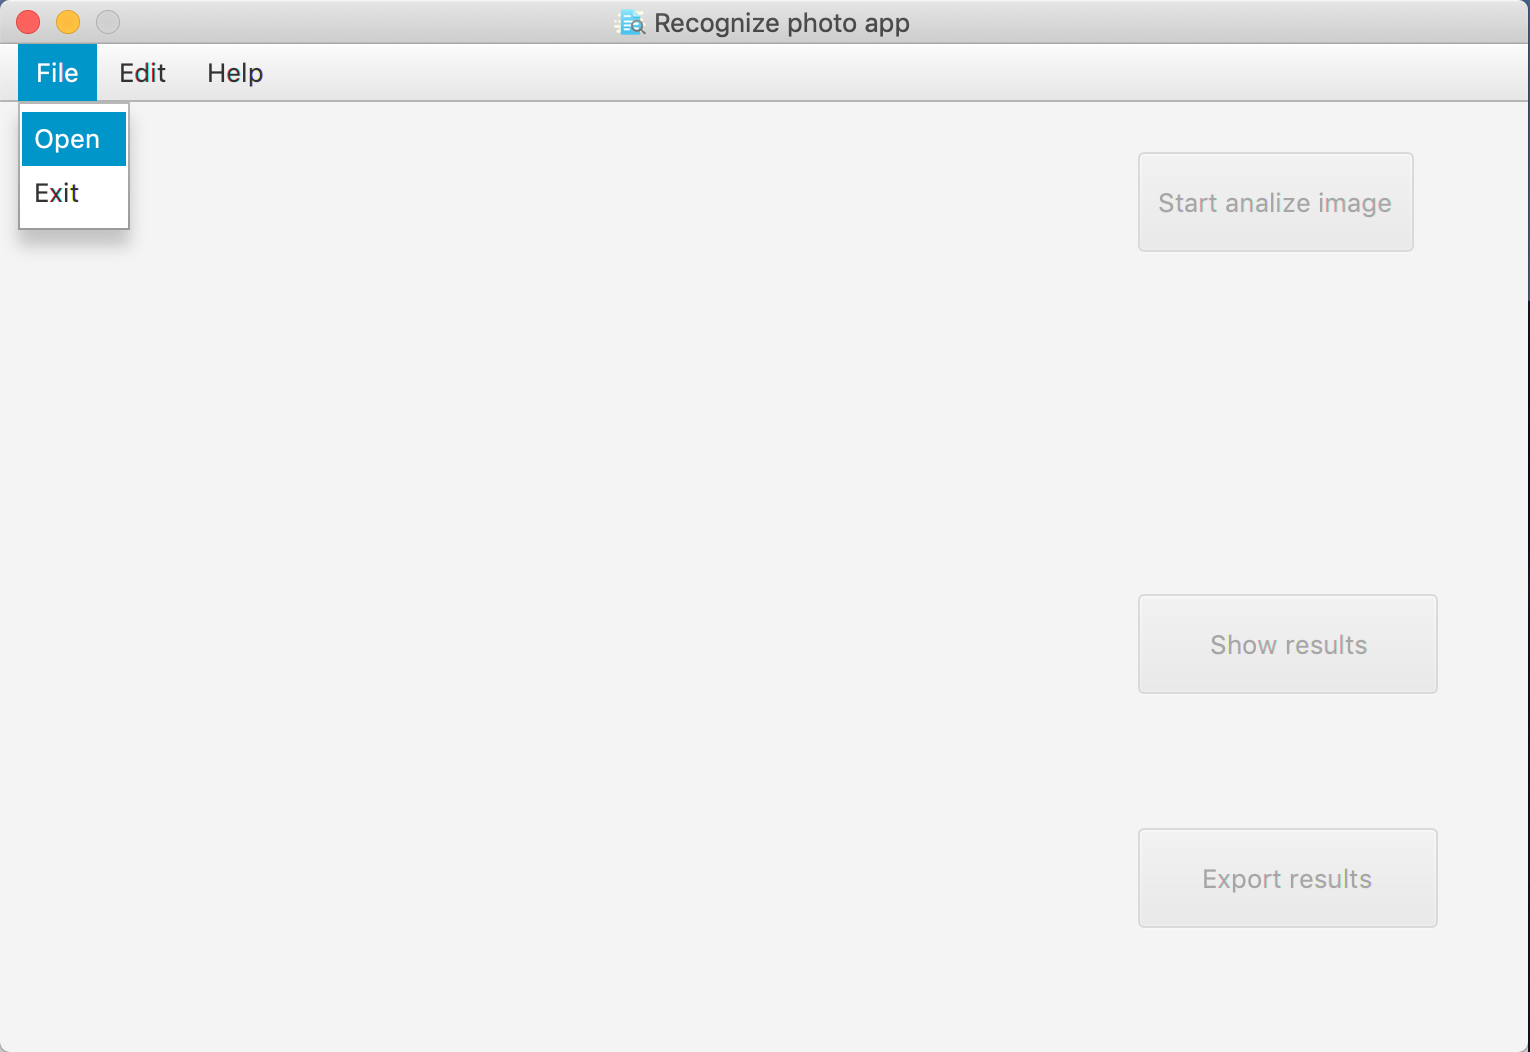 Recognize photo app
File Edit Help
Open
Exit
Start analize image
Show results
Export results